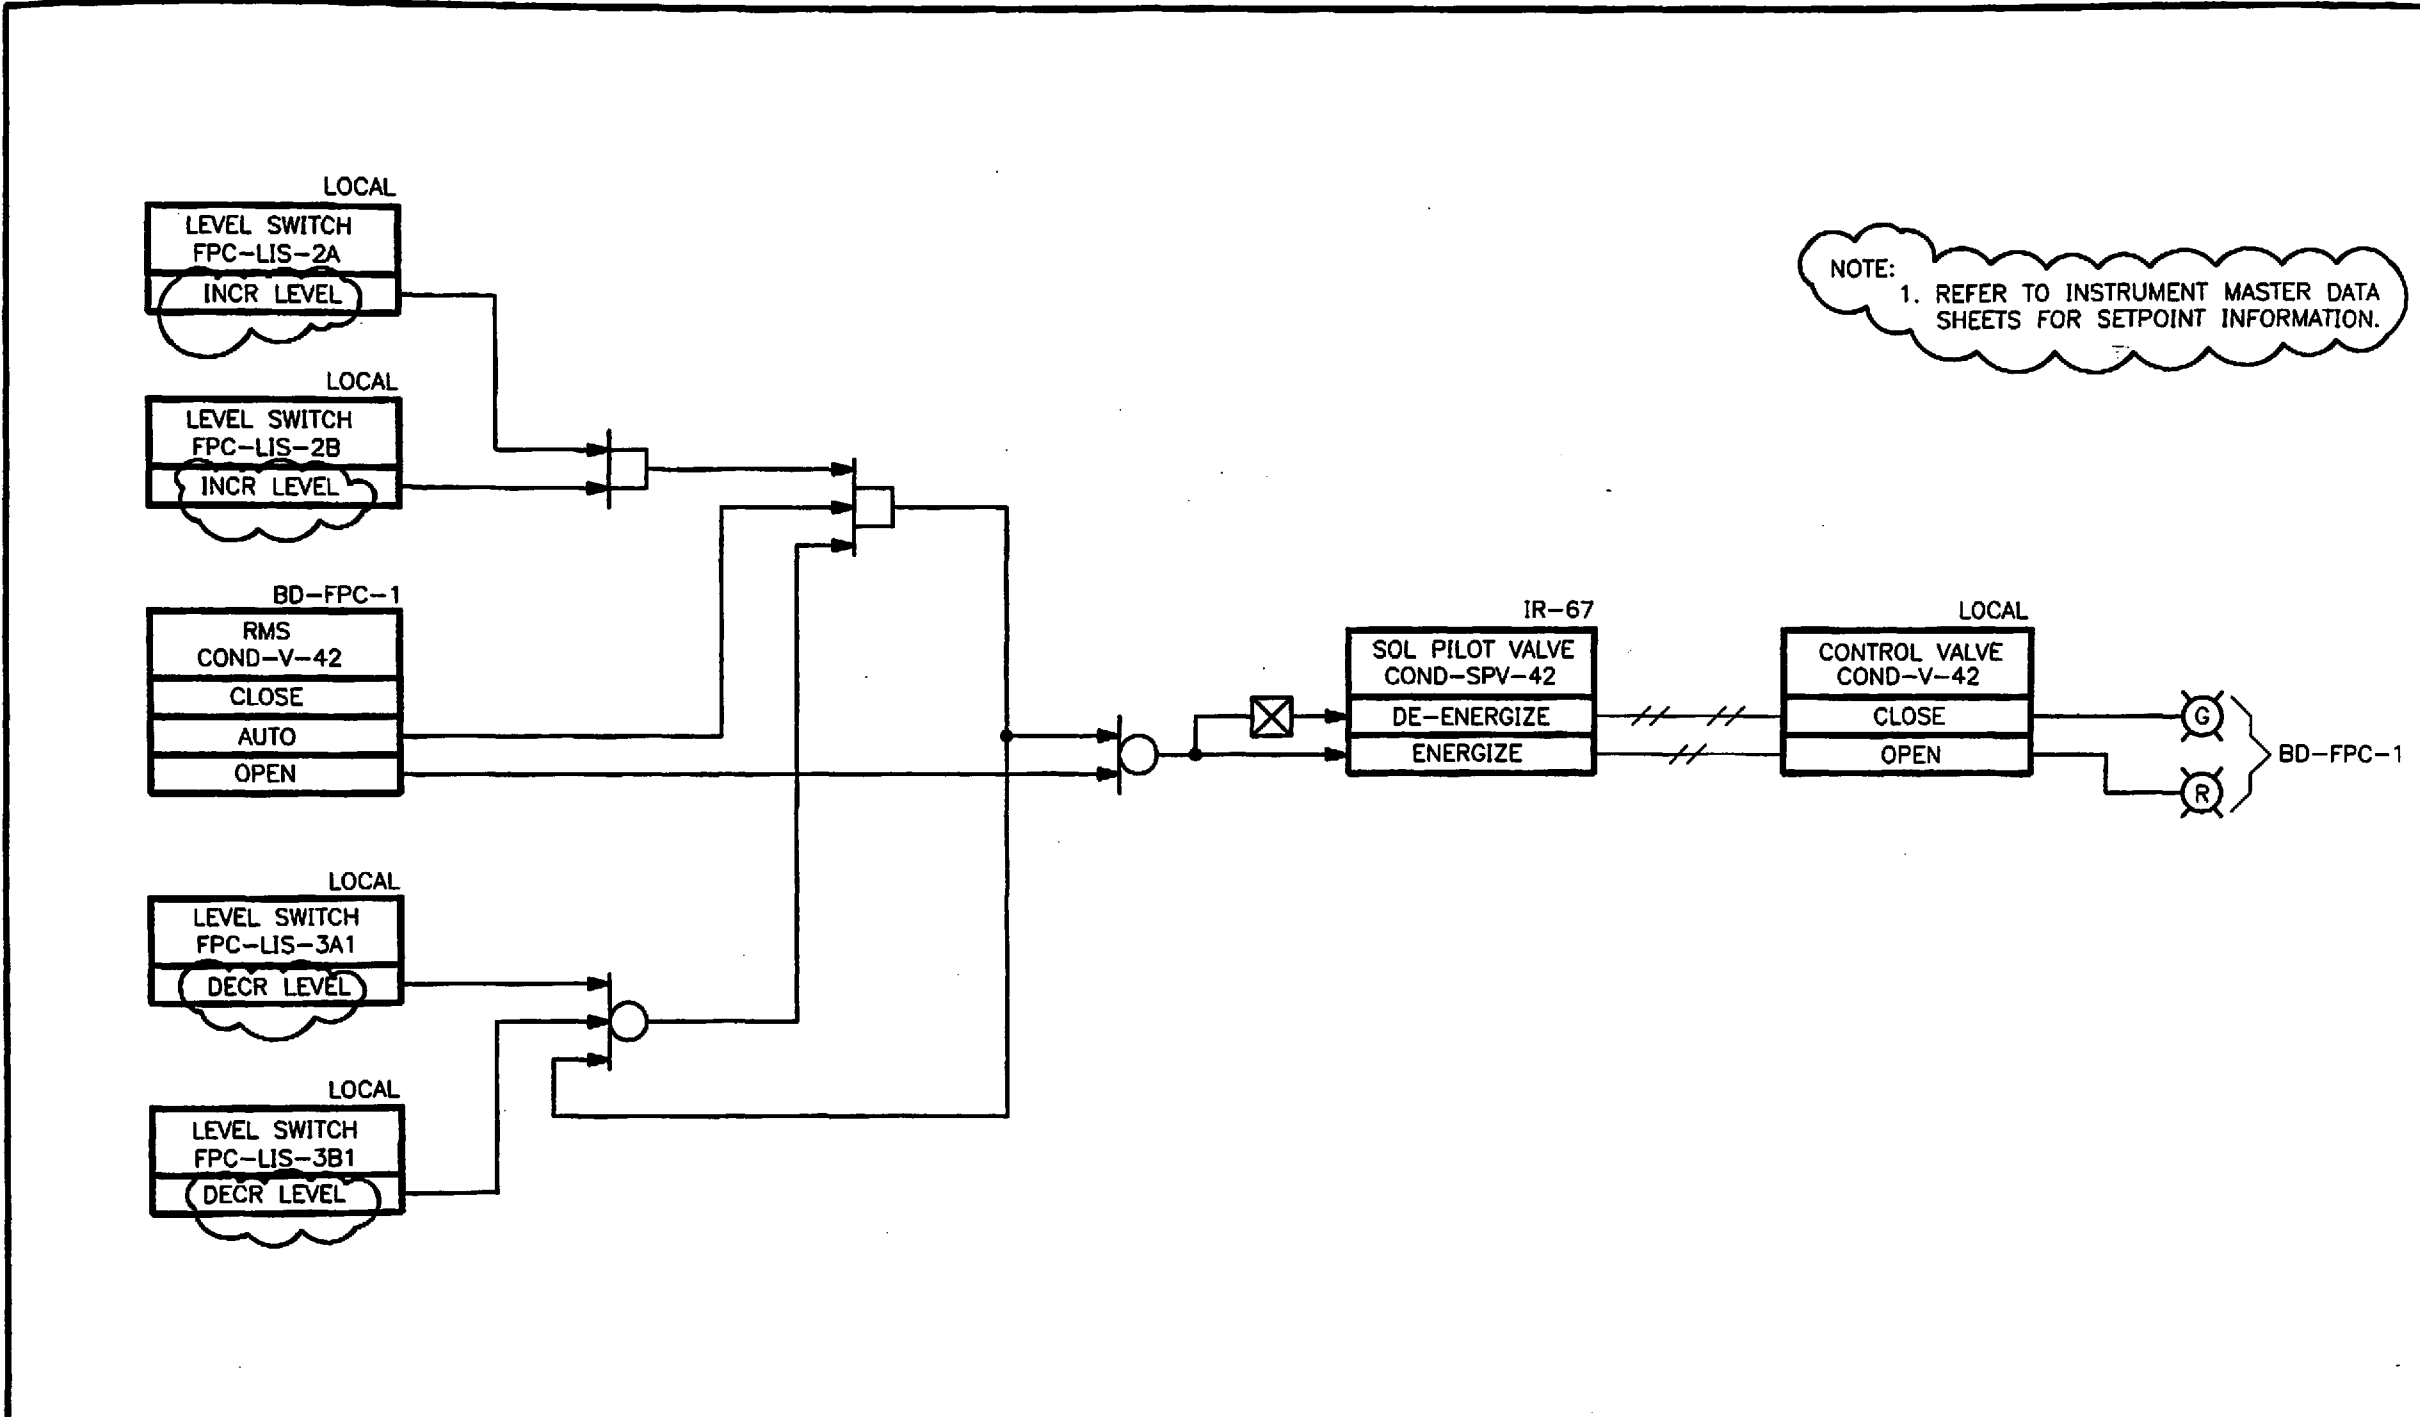 LOCAL
LEVEL SWITCH
FPC-LIS-2A
INCR LEVEL
LOCAL
LEVEL SWITCH
FPC-LIS-2B
INCR LEVEL
BD-FPC-1
RMS
COND-V-42
CLOSE
AUTO
OPEN
LOCAL
LEVEL SWITCH
FPC-LIS-3A1
DECR LEVEL
LOCAL
LEVEL SWITCH
FPC-LIS-3B1
DECR LEVEL
IR-67
SOL PILOT VALVE
COND-SPV-42
DE-ENERGIZE
ENERGIZE
LOCAL
CONTROL VALVE
COND-V-42
CLOSE
OPEN
G
R
BD-FPC-1
NOTE:
1. REFER TO INSTRUMENT MASTER DATA
SHEETS FOR SETPOINT INFORMATION.